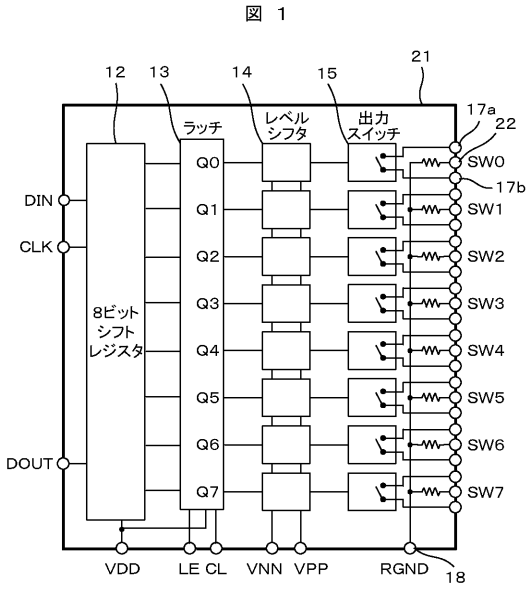 図 1
12
13
14
15
21
17a
22
17b
ラッチ
レベル
シフタ
出力
スイッチ
DIN
CLK
DOUT
8ビット
シフト
レジスタ
Q0
Q1
Q2
Q3
Q4
Q5
Q6
Q7
SW0
SW1
SW2
SW3
SW4
SW5
SW6
SW7
VDD
LE CL
VNN
VPP
RGND
18